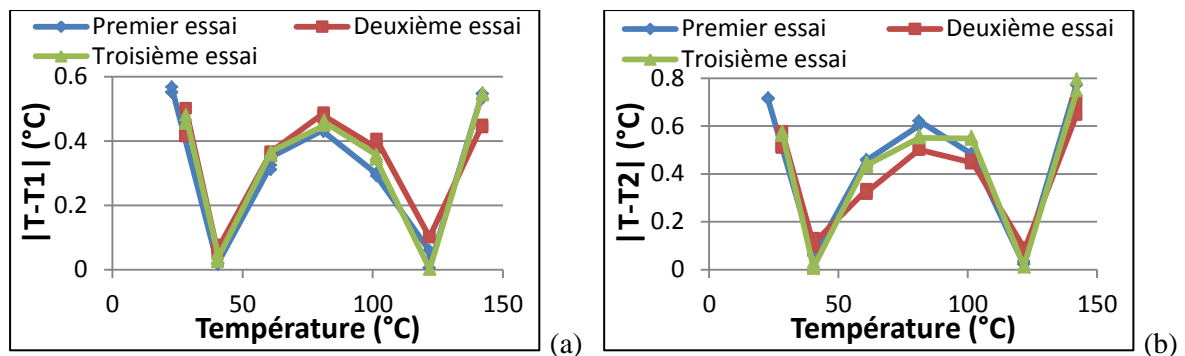 Premier essai Deuxième essai
Troisième essai
0.6
0.4
0.2
0
|T-T1| (°C)
0 50 100 150
Température (°C)
(a)
Premier essai Deuxième essai
Troisième essai
0.8
0.6
0.4
0.2
0
|T-T2| (°C)
0 50 100 150
Température (°C)
(b)